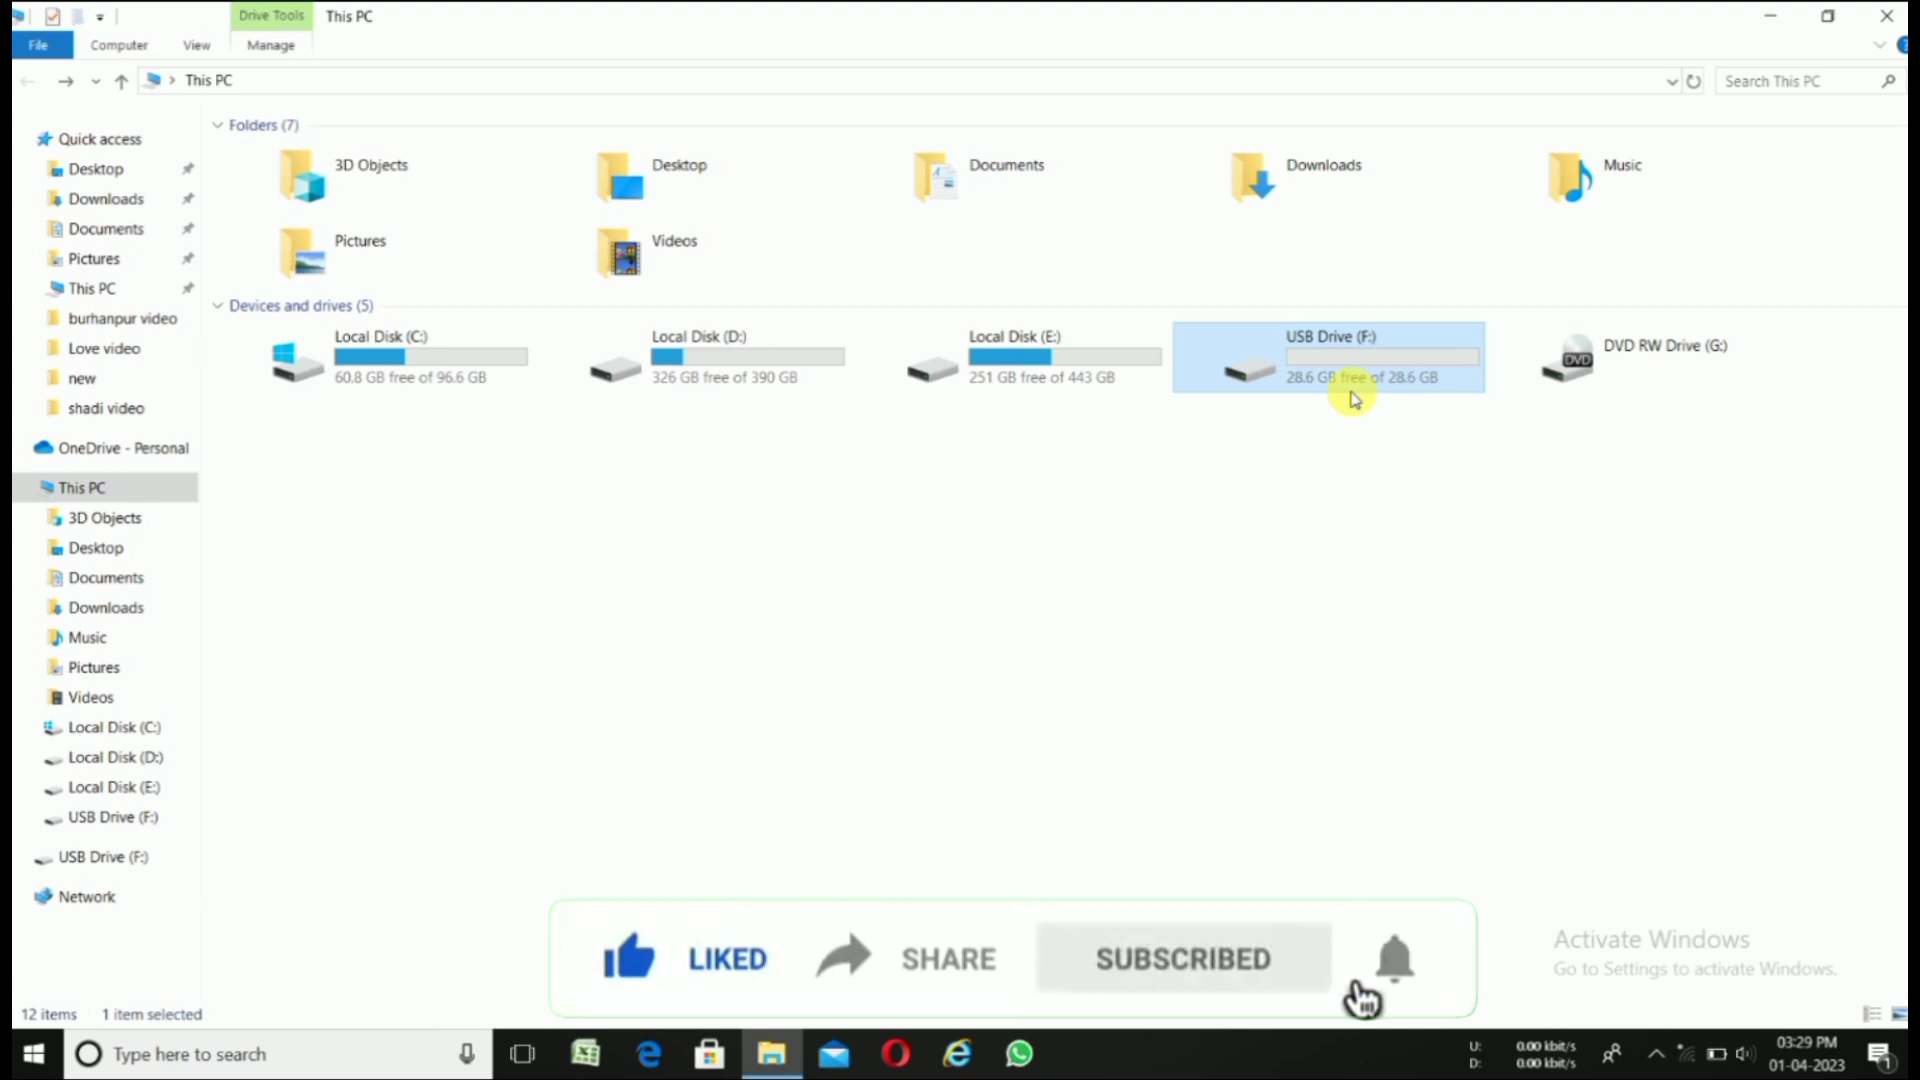 Drive Tools
This PC
File
Computer
View
Manage
This PC
Search This PC
Quick access
Desktop
Downloads
Documents
Pictures
This PC
burhanpur video
Love video
new
shadi video
OneDrive - Personal
This PC
3D Objects
Desktop
Documents
Downloads
Music
Pictures
Videos
Local Disk (C:)
Local Disk (D:)
Local Disk (E:)
USB Drive (F:)
USB Drive (F:)
Network
Folders (7)
3D Objects
Desktop
Documents
Downloads
Music
Pictures
Videos
Devices and drives (5)
Local Disk (C:)
60.8 GB free of 96.6 GB
Local Disk (D:)
326 GB free of 390 GB
Local Disk (E:)
251 GB free of 443 GB
USB Drive (F:)
28.6 GB free of 28.6 GB
DVD
DVD RW Drive (G:)
LIKED
SHARE
SUBSCRIBED
Activate Windows
Go to Settings to activate Windows.
12 items
1 item selected
Type here to search
U: 0.00 kbit/s
D: 0.00 kbit/s
03:29 PM
01-04-2023
1